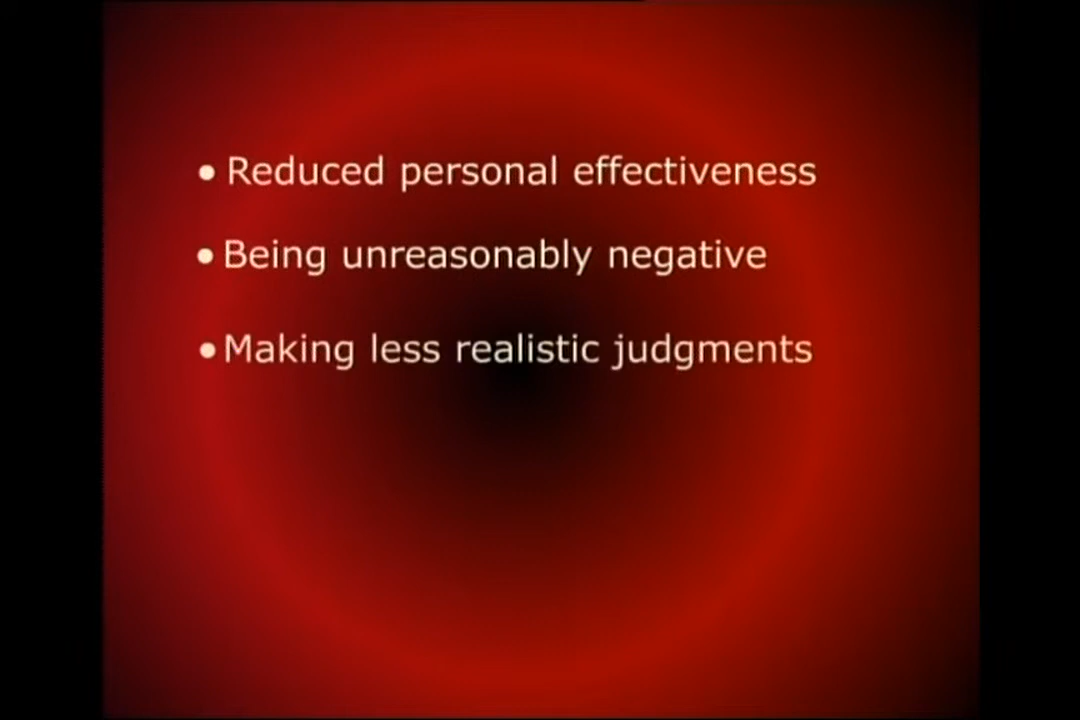 • Reduced personal effectiveness
• Being unreasonably negative
• Making less realistic judgments